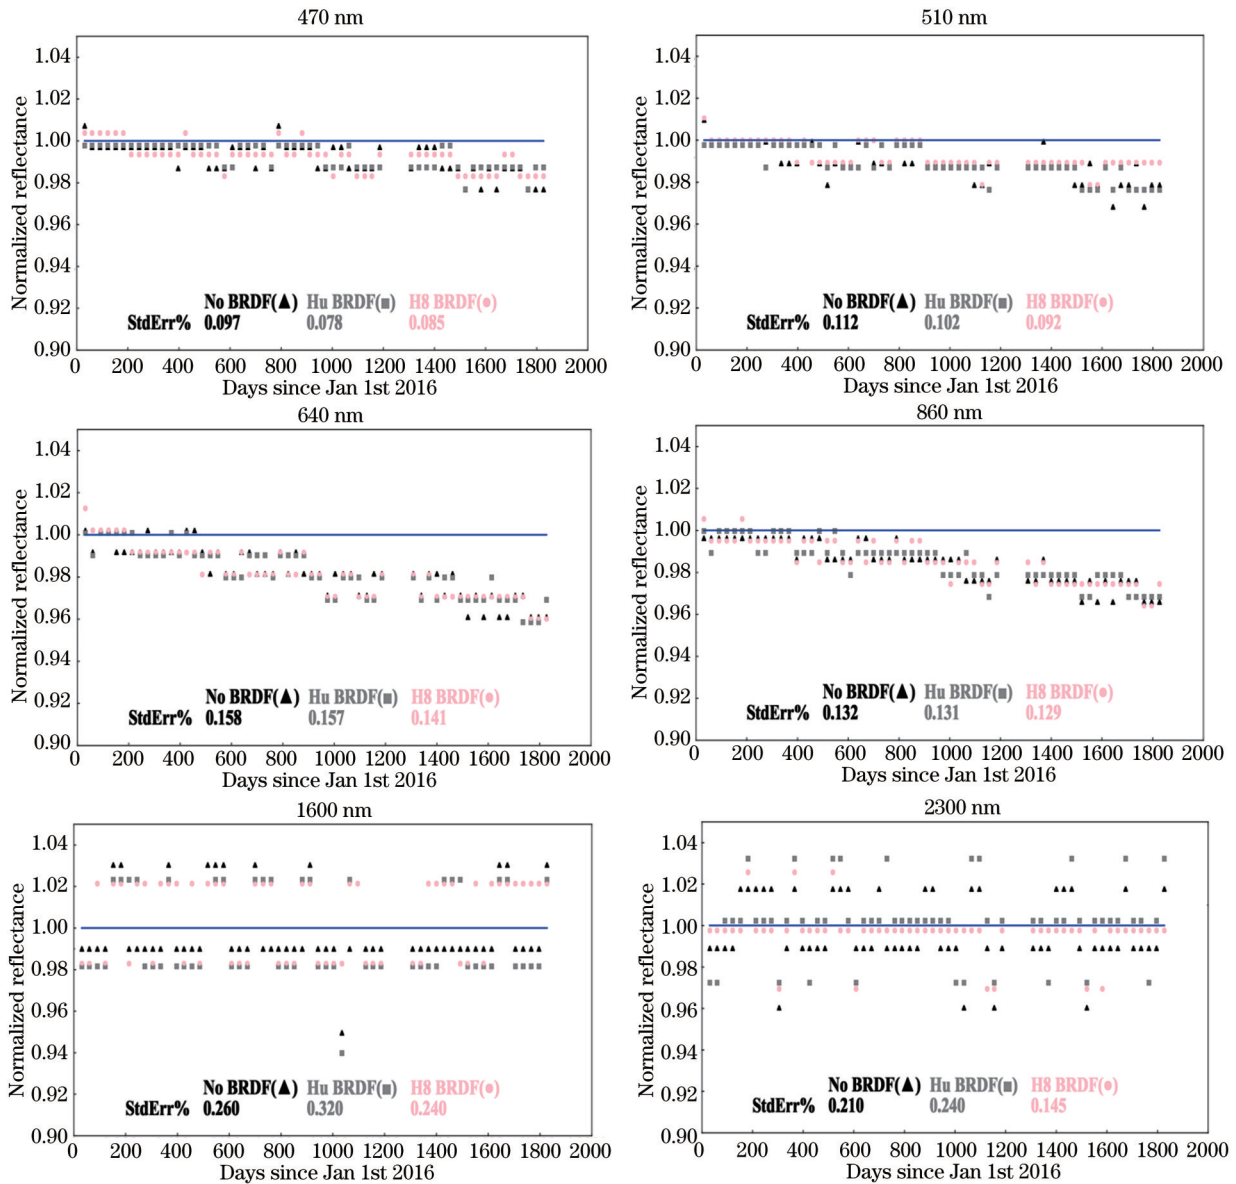 470 nm
Normalized reflectance
1.04
1.02
1.00
0.98
0.96
0.94
0.92
0.90
No BRDF(▲) Hu BRDF(■) H8 BRDF(●)
StdErr% 0.097 0.078 0.085
0 200 400 600 800 1000 1200 1400 1600 1800 2000
Days since Jan 1st 2016
510 nm
Normalized reflectance
1.04
1.02
1.00
0.98
0.96
0.94
0.92
0.90
No BRDF(▲) Hu BRDF(■) H8 BRDF(●)
StdErr% 0.112 0.102 0.092
0 200 400 600 800 1000 1200 1400 1600 1800 2000
Days since Jan 1st 2016
640 nm
Normalized reflectance
1.04
1.02
1.00
0.98
0.96
0.94
0.92
0.90
No BRDF(▲) Hu BRDF(■) H8 BRDF(●)
StdErr% 0.158 0.157 0.141
0 200 400 600 800 1000 1200 1400 1600 1800 2000
Days since Jan 1st 2016
860 nm
Normalized reflectance
1.04
1.02
1.00
0.98
0.96
0.94
0.92
0.90
No BRDF(▲) Hu BRDF(■) H8 BRDF(●)
StdErr% 0.132 0.131 0.129
0 200 400 600 800 1000 1200 1400 1600 1800 2000
Days since Jan 1st 2016
1600 nm
Normalized reflectance
1.04
1.02
1.00
0.98
0.96
0.94
0.92
0.90
No BRDF(▲) Hu BRDF(■) H8 BRDF(●)
StdErr% 0.260 0.320 0.240
0 200 400 600 800 1000 1200 1400 1600 1800 2000
Days since Jan 1st 2016
2300 nm
Normalized reflectance
1.04
1.02
1.00
0.98
0.96
0.94
0.92
0.90
No BRDF(▲) Hu BRDF(■) H8 BRDF(●)
StdErr% 0.210 0.240 0.145
0 200 400 600 800 1000 1200 1400 1600 1800 2000
Days since Jan 1st 2016